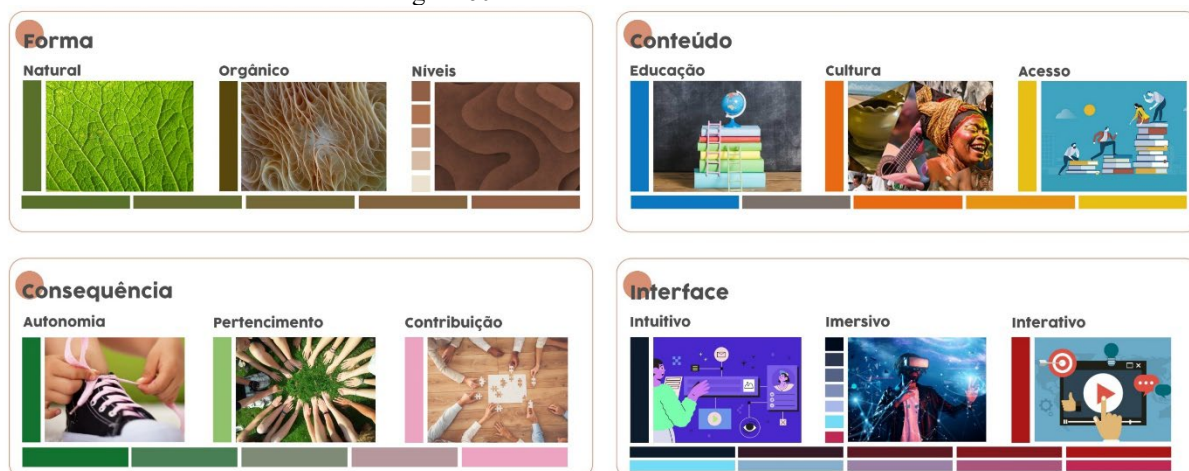 Forma
Natural
Orgânico
Níveis
Conteúdo
Educação
Cultura
Acesso
Consequência
Autonomia
Pertencimento
Contribuição
Interface
Intuitivo
Imersivo
Interativo